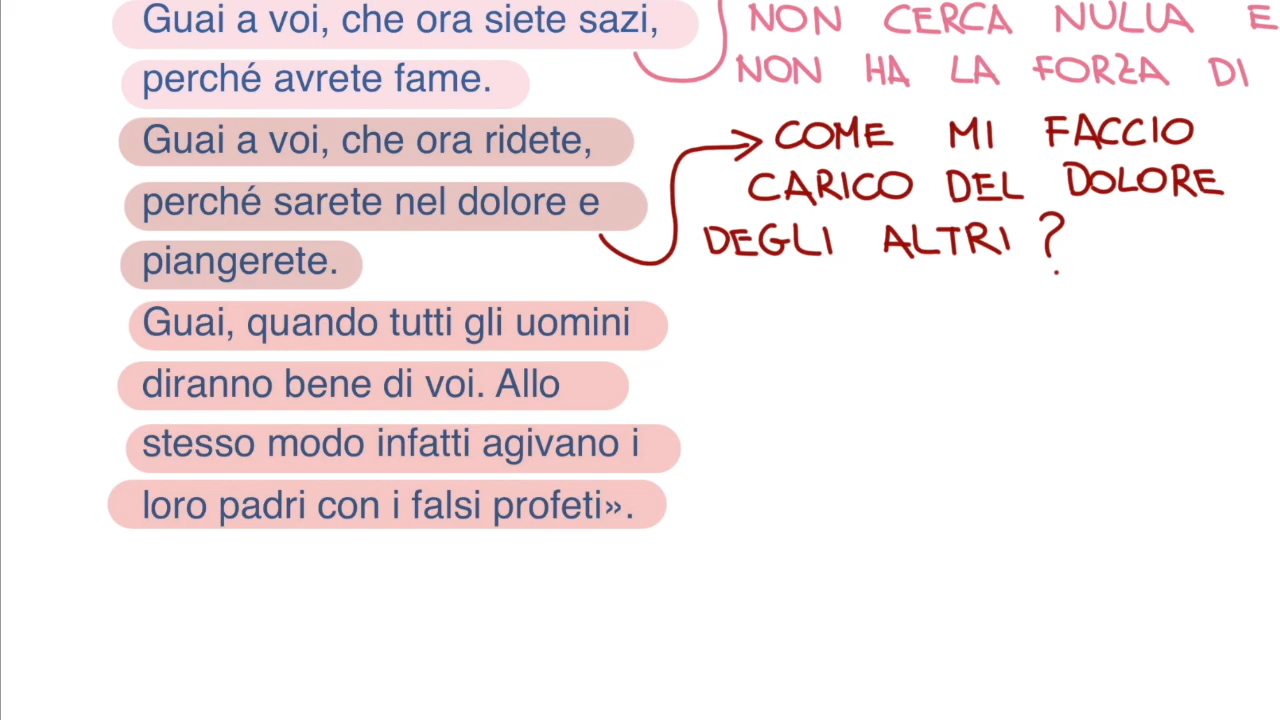 Guai a voi, che ora siete sazi,
perché avrete fame.
Guai a voi, che ora ridete,
perché sarete nel dolore e
piangerete.
Guai, quando tutti gli uomini
diranno bene di voi. Allo
stesso modo infatti agivano i
loro padri con i falsi profeti».
NON CERCA NULLA E
NON HA LA FORZA DI
COME MI FACCIO
CARICO DEL DOLORE
DEGLI ALTRI?